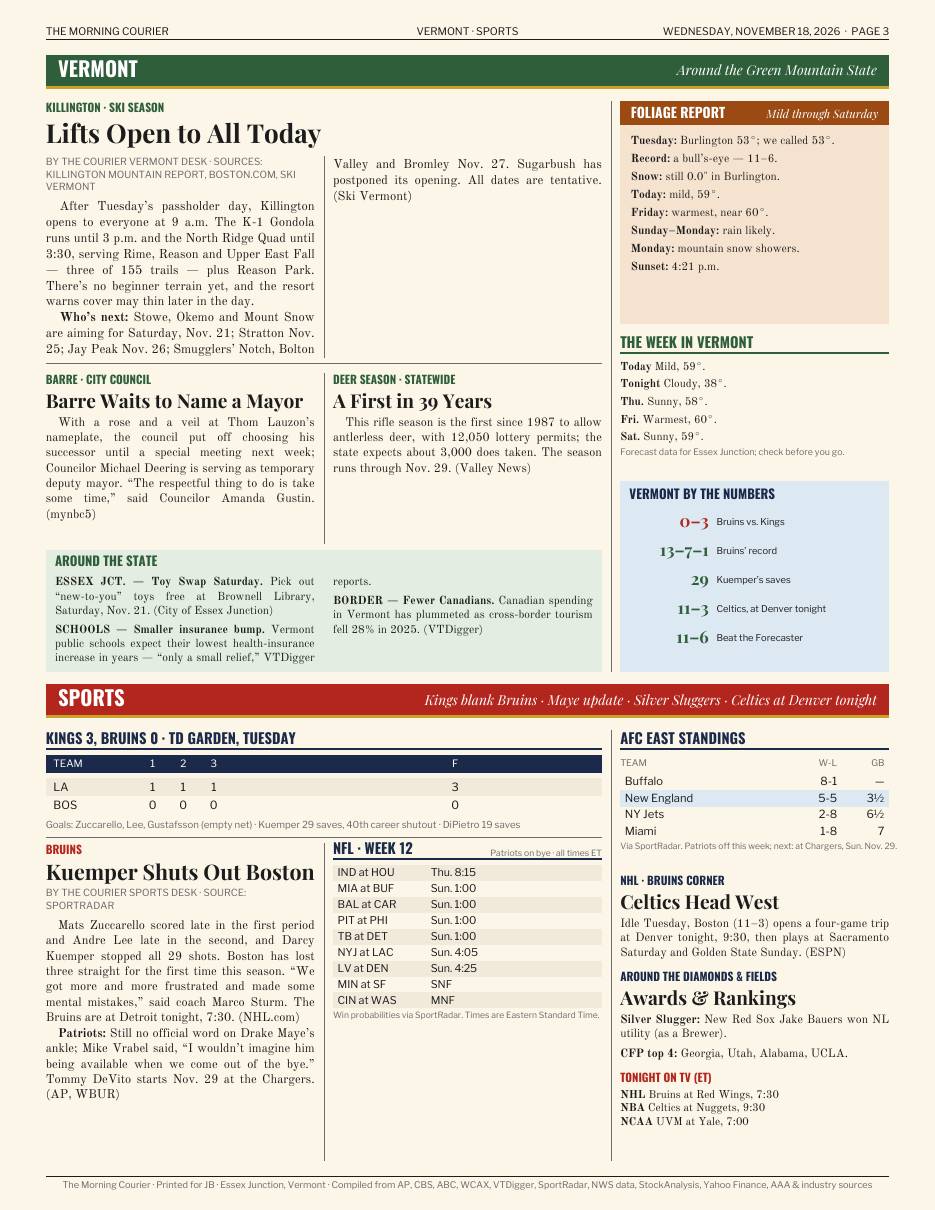 THE MORNING COURIER
VERMONT · SPORTS
WEDNESDAY, NOVEMBER 18, 2026 · PAGE 3
VERMONT
Around the Green Mountain State
KILLINGTON · SKI SEASON
Lifts Open to All Today
BY THE COURIER VERMONT DESK · SOURCES:
KILLINGTON MOUNTAIN REPORT, BOSTON.COM, SKI
VERMONT
After Tuesday’s passholder day, Killington
opens to everyone at 9 a.m. The K-1 Gondola
runs until 3 p.m. and the North Ridge Quad until
3:30, serving Rime, Reason and Upper East Fall
— three of 155 trails — plus Reason Park.
There’s no beginner terrain yet, and the resort
warns cover may thin later in the day.
Who’s next: Stowe, Okemo and Mount Snow
are aiming for Saturday, Nov. 21; Stratton Nov.
25; Jay Peak Nov. 26; Smugglers’ Notch, Bolton
Valley and Bromley Nov. 27. Sugarbush has
postponed its opening. All dates are tentative.
(Ski Vermont)
BARRE · CITY COUNCIL
Barre Waits to Name a Mayor
With a rose and a veil at Thom Lauzon’s
nameplate, the council put off choosing his
successor until a special meeting next week;
Councilor Michael Deering is serving as temporary
deputy mayor. “The respectful thing to do is take
some time,” said Councilor Amanda Gustin.
(mynbc5)
DEER SEASON · STATEWIDE
A First in 39 Years
This rifle season is the first since 1987 to allow
antlerless deer, with 12,050 lottery permits; the
state expects about 3,000 does taken. The season
runs through Nov. 29. (Valley News)
AROUND THE STATE
ESSEX JCT. — Toy Swap Saturday. Pick out
“new-to-you” toys free at Brownell Library,
Saturday, Nov. 21. (City of Essex Junction)
SCHOOLS — Smaller insurance bump. Vermont
public schools expect their lowest health-insurance
increase in years — “only a small relief,” VTDigger
reports.
BORDER — Fewer Canadians. Canadian spending
in Vermont has plummeted as cross-border tourism
fell 28% in 2025. (VTDigger)
FOLIAGE REPORT
Mild through Saturday
Tuesday: Burlington 53°; we called 53°.
Record: a bull’s-eye — 11–6.
Snow: still 0.0" in Burlington.
Today: mild, 59°.
Friday: warmest, near 60°.
Sunday–Monday: rain likely.
Monday: mountain snow showers.
Sunset: 4:21 p.m.
THE WEEK IN VERMONT
Today Mild, 59°.
Tonight Cloudy, 38°.
Thu. Sunny, 58°.
Fri. Warmest, 60°.
Sat. Sunny, 59°.
Forecast data for Essex Junction; check before you go.
VERMONT BY THE NUMBERS
0–3 Bruins vs. Kings
13–7–1 Bruins’ record
29 Kuemper’s saves
11–3 Celtics, at Denver tonight
11–6 Beat the Forecaster
SPORTS
Kings blank Bruins · Maye update · Silver Sluggers · Celtics at Denver tonight
KINGS 3, BRUINS 0 · TD GARDEN, TUESDAY
TEAM 1 2 3 F
LA 1 1 1 3
BOS 0 0 0 0
Goals: Zuccarello, Lee, Gustafsson (empty net) · Kuemper 29 saves, 40th career shutout · DiPietro 19 saves
BRUINS
Kuemper Shuts Out Boston
BY THE COURIER SPORTS DESK · SOURCE:
SPORTRADAR
Mats Zuccarello scored late in the first period
and Andre Lee late in the second, and Darcy
Kuemper stopped all 29 shots. Boston has lost
three straight for the first time this season. “We
got more and more frustrated and made some
mental mistakes,” said coach Marco Sturm. The
Bruins are at Detroit tonight, 7:30. (NHL.com)
Patriots: Still no official word on Drake Maye’s
ankle; Mike Vrabel said, “I wouldn’t imagine him
being available when we come out of the bye.”
Tommy DeVito starts Nov. 29 at the Chargers.
(AP, WBUR)
NFL · WEEK 12
Patriots on bye · all times ET
IND at HOU Thu. 8:15
MIA at BUF Sun. 1:00
BAL at CAR Sun. 1:00
PIT at PHI Sun. 1:00
TB at DET Sun. 1:00
NYJ at LAC Sun. 4:05
LV at DEN Sun. 4:25
MIN at SF SNF
CIN at WAS MNF
Win probabilities via SportRadar. Times are Eastern Standard Time.
AFC EAST STANDINGS
TEAM W-L GB
Buffalo 8-1 —
New England 5-5 3½
NY Jets 2-8 6½
Miami 1-8 7
Via SportRadar. Patriots off this week; next: at Chargers, Sun. Nov. 29.
NHL · BRUINS CORNER
Celtics Head West
Idle Tuesday, Boston (11–3) opens a four-game trip
at Denver tonight, 9:30, then plays at Sacramento
Saturday and Golden State Sunday. (ESPN)
AROUND THE DIAMONDS & FIELDS
Awards & Rankings
Silver Slugger: New Red Sox Jake Bauers won NL
utility (as a Brewer).
CFP top 4: Georgia, Utah, Alabama, UCLA.
TONIGHT ON TV (ET)
NHL Bruins at Red Wings, 7:30
NBA Celtics at Nuggets, 9:30
NCAA UVM at Yale, 7:00
The Morning Courier · Printed for JB · Essex Junction, Vermont · Compiled from AP, CBS, ABC, WCAX, VTDigger, SportRadar, NWS data, StockAnalysis, Yahoo Finance, AAA & industry sources